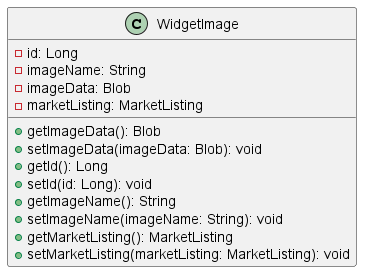 C WidgetImage
id: Long
imageName: String
imageData: Blob
marketListing: MarketListing
getImageData(): Blob
setImageData(imageData: Blob): void
getId(): Long
setId(id: Long): void
getImageName(): String
setImageName(imageName: String): void
getMarketListing(): MarketListing
setMarketListing(marketListing: MarketListing): void